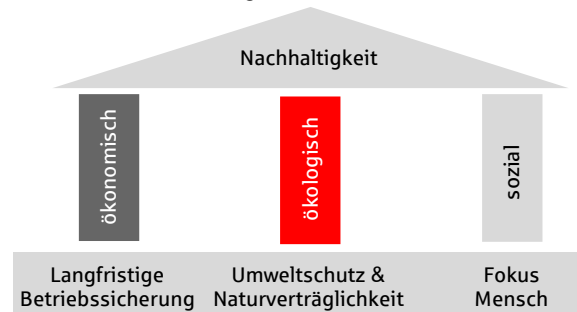 Nachhaltigkeit
ökonomisch
ökologisch
sozial
Langfristige
Betriebssicherung
Umweltschutz &
Naturverträglichkeit
Fokus
Mensch